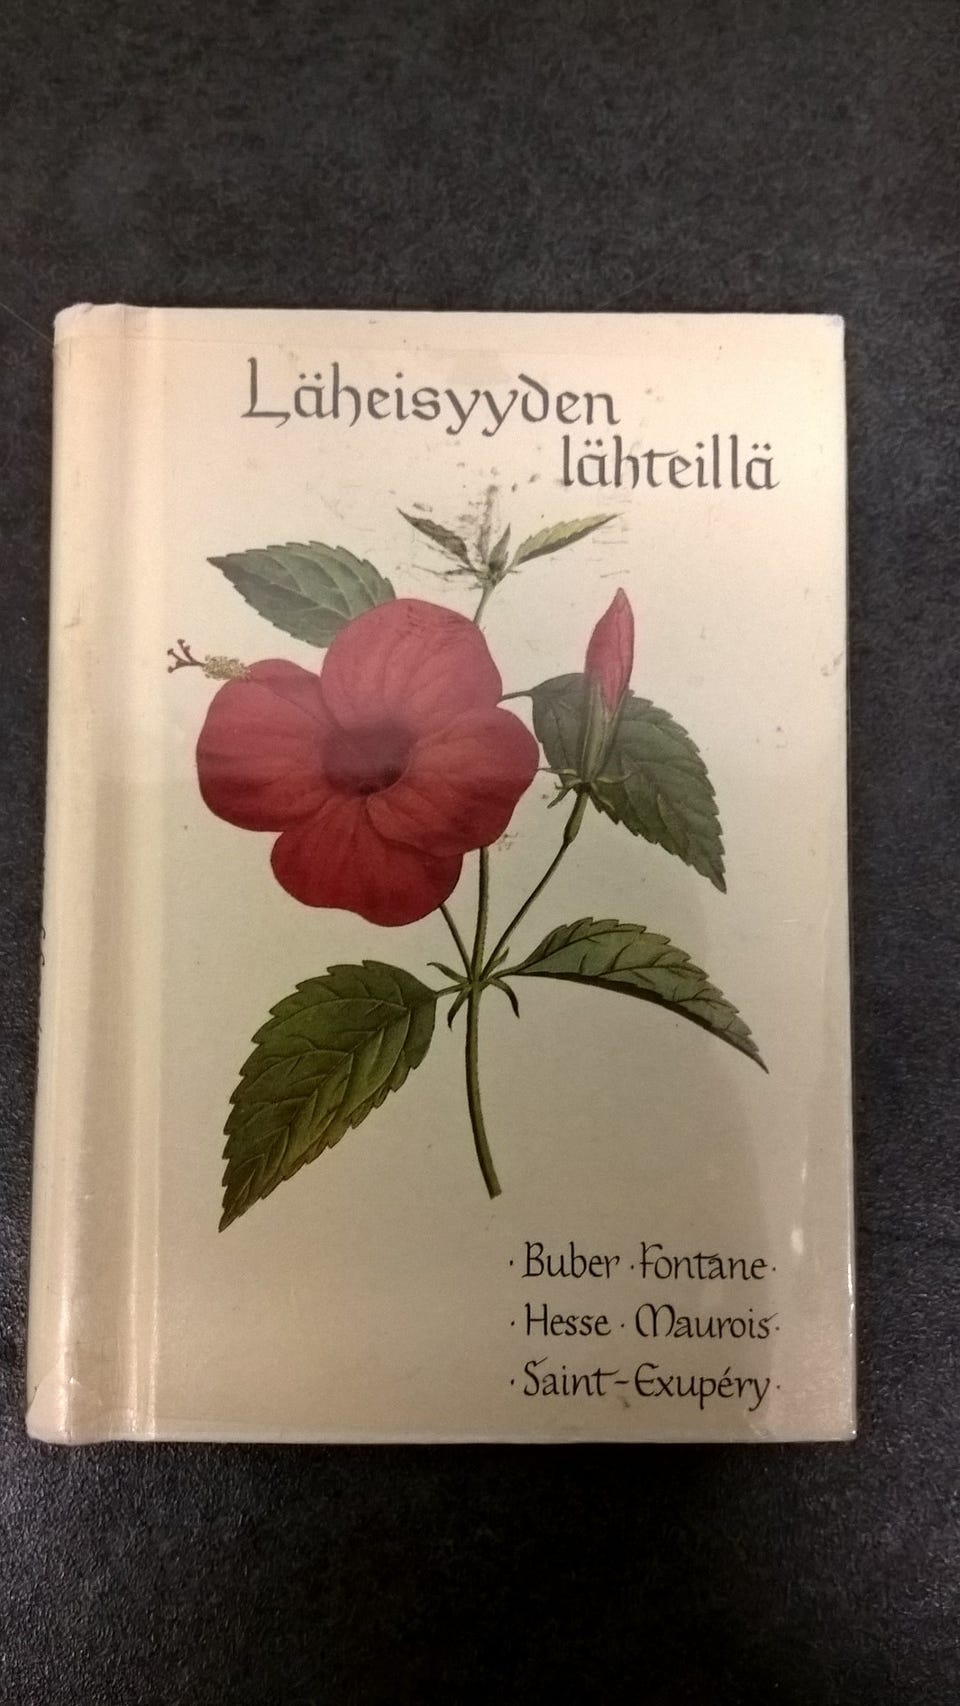 Läheisyyden
lähteillä
· Buber · Fontane ·
· Hesse · Maurois ·
· Saint-Exupéry ·